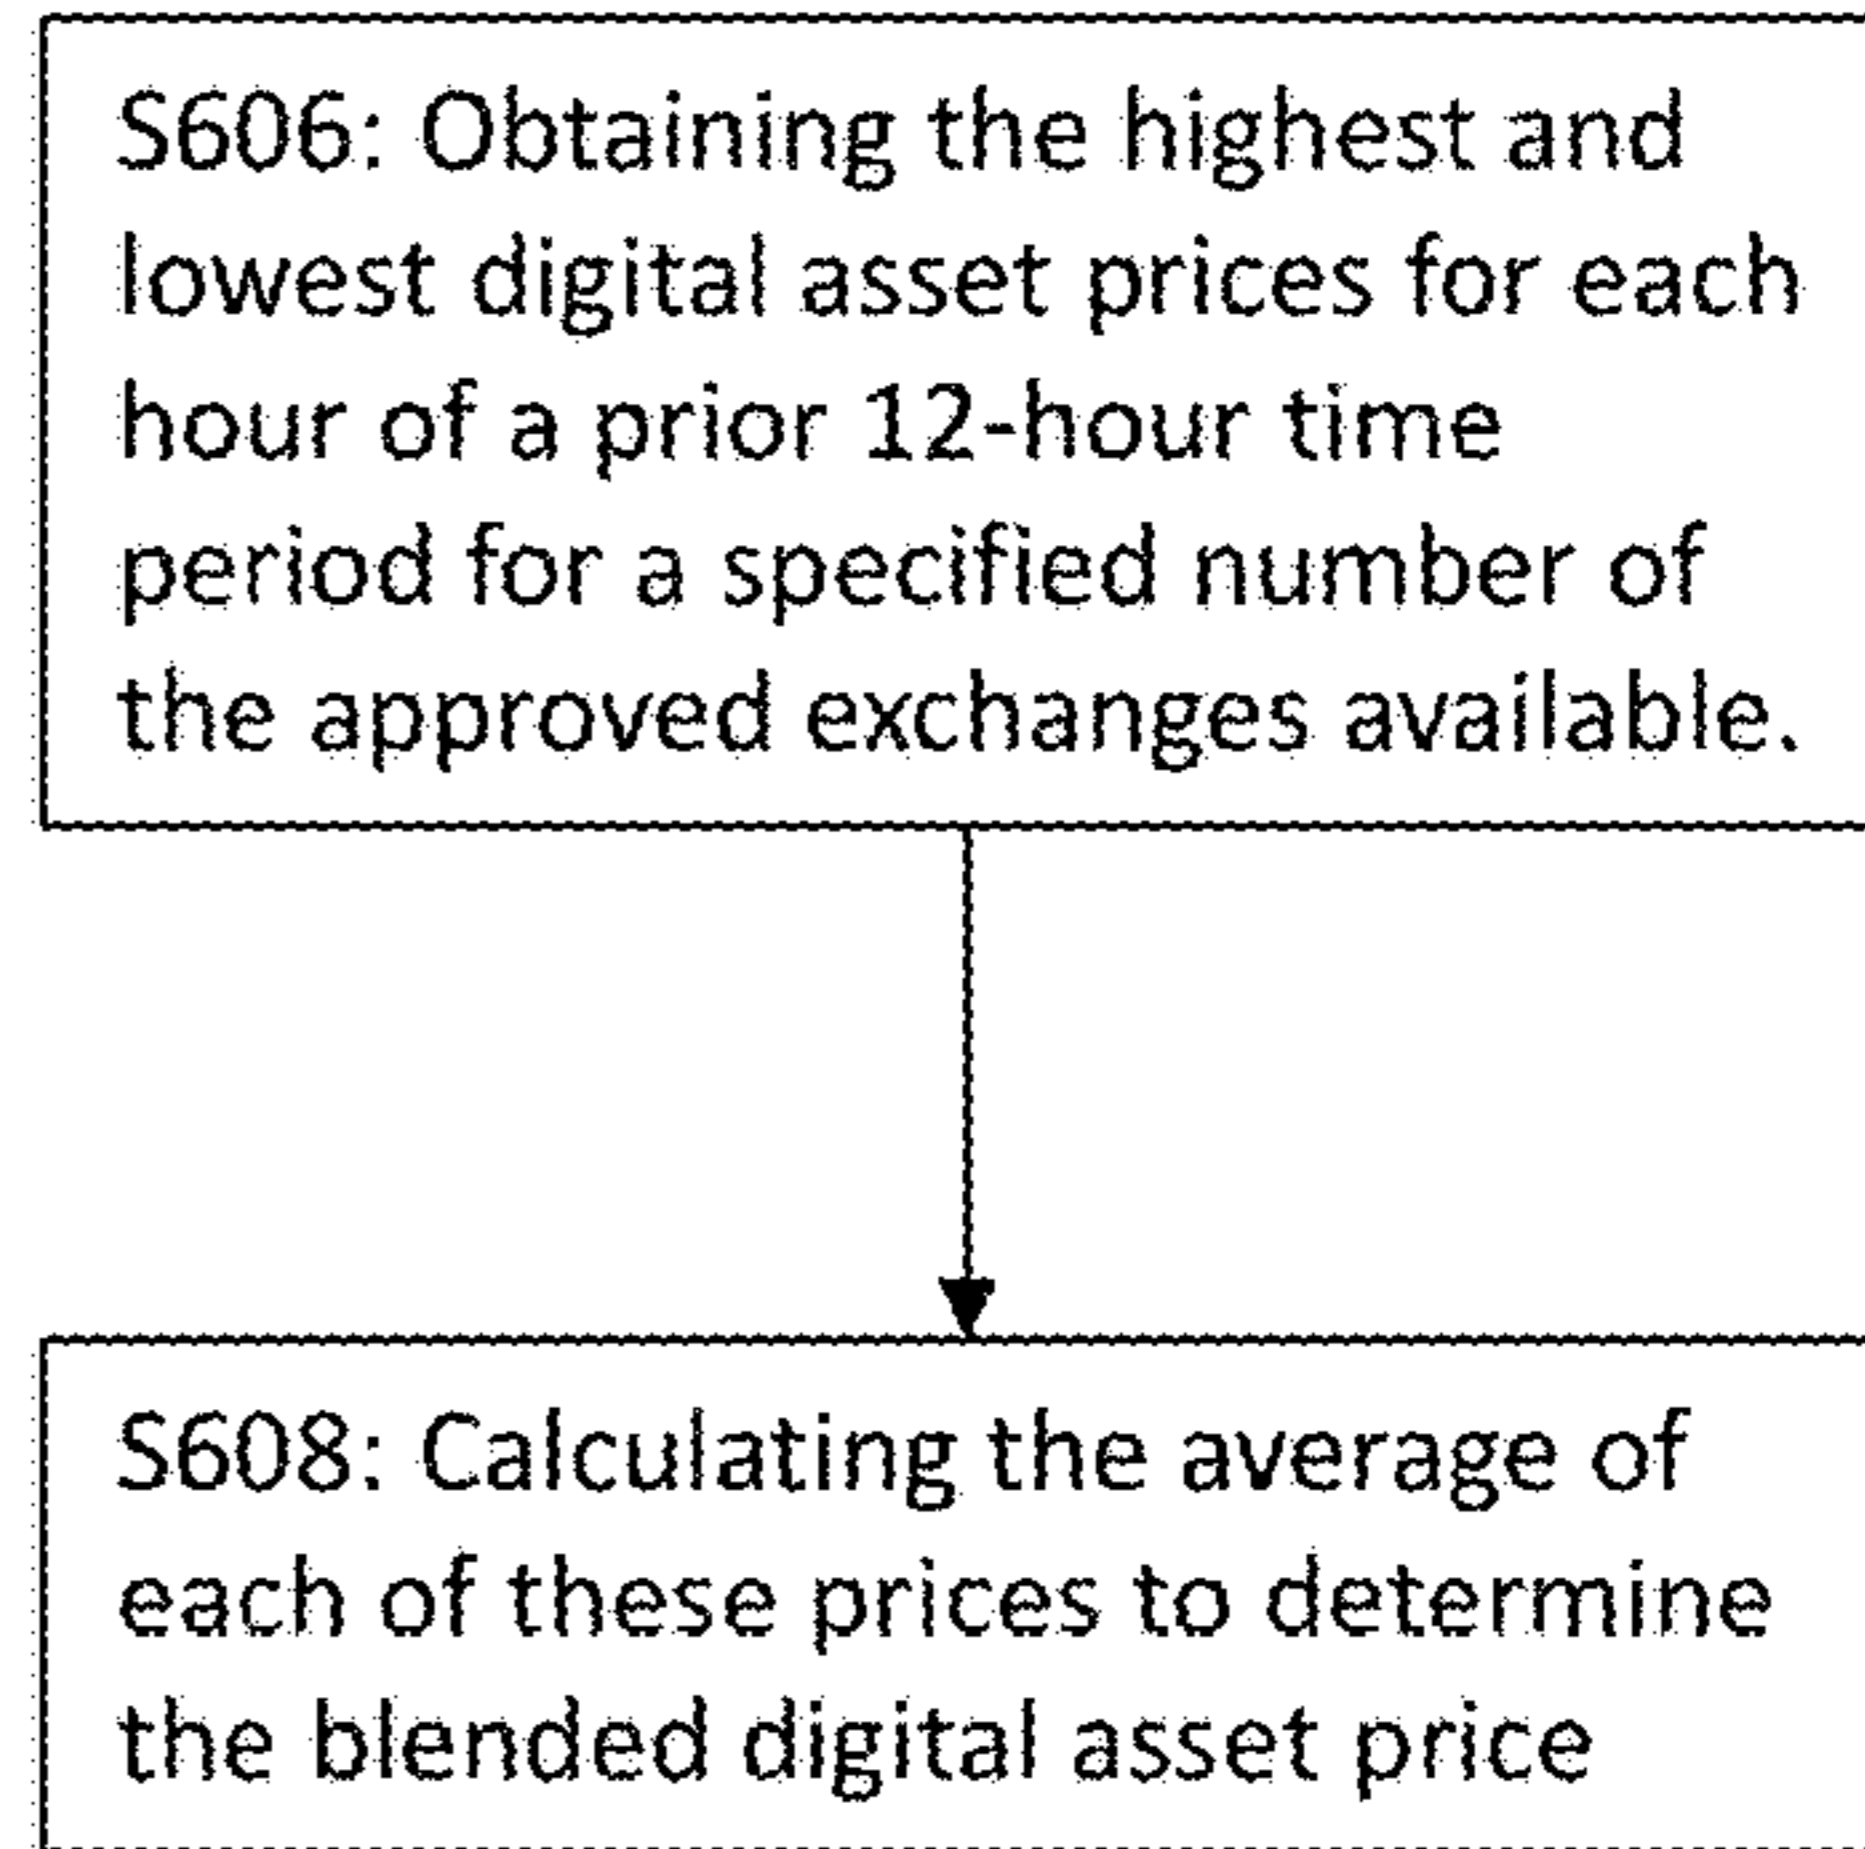 S606: Obtaining the highest and
lowest digital asset prices for each
hour of a prior 12-hour time
period for a specified number of
the approved exchanges available.
S608: Calculating the average of
each of these prices to determine
the blended digital asset price